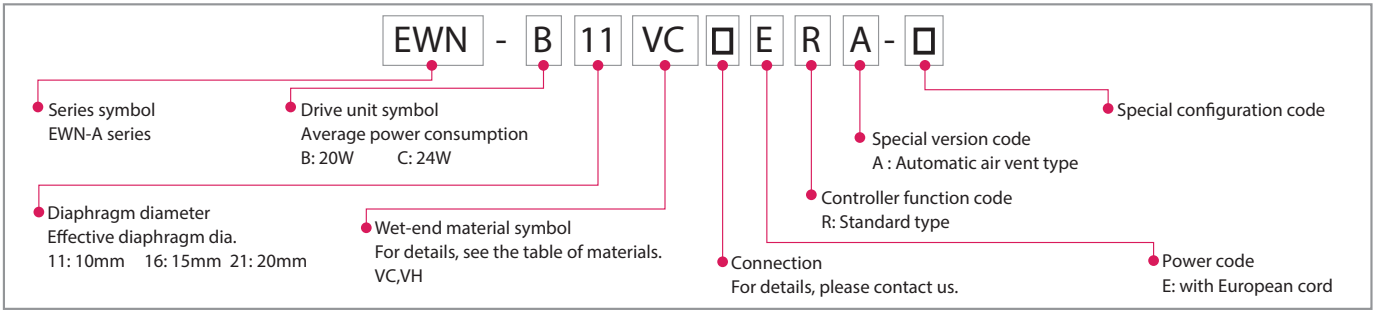 EWN - B 11 VC □ E R A - □
Series symbol
EWN-A series
Drive unit symbol
Average power consumption
B: 20W C: 24W
Special configuration code
Special version code
A : Automatic air vent type
Controller function code
R: Standard type
Diaphragm diameter
Effective diaphragm dia.
11: 10mm 16: 15mm 21: 20mm
Wet-end material symbol
For details, see the table of materials.
VC,VH
Connection
For details, please contact us.
Power code
E: with European cord